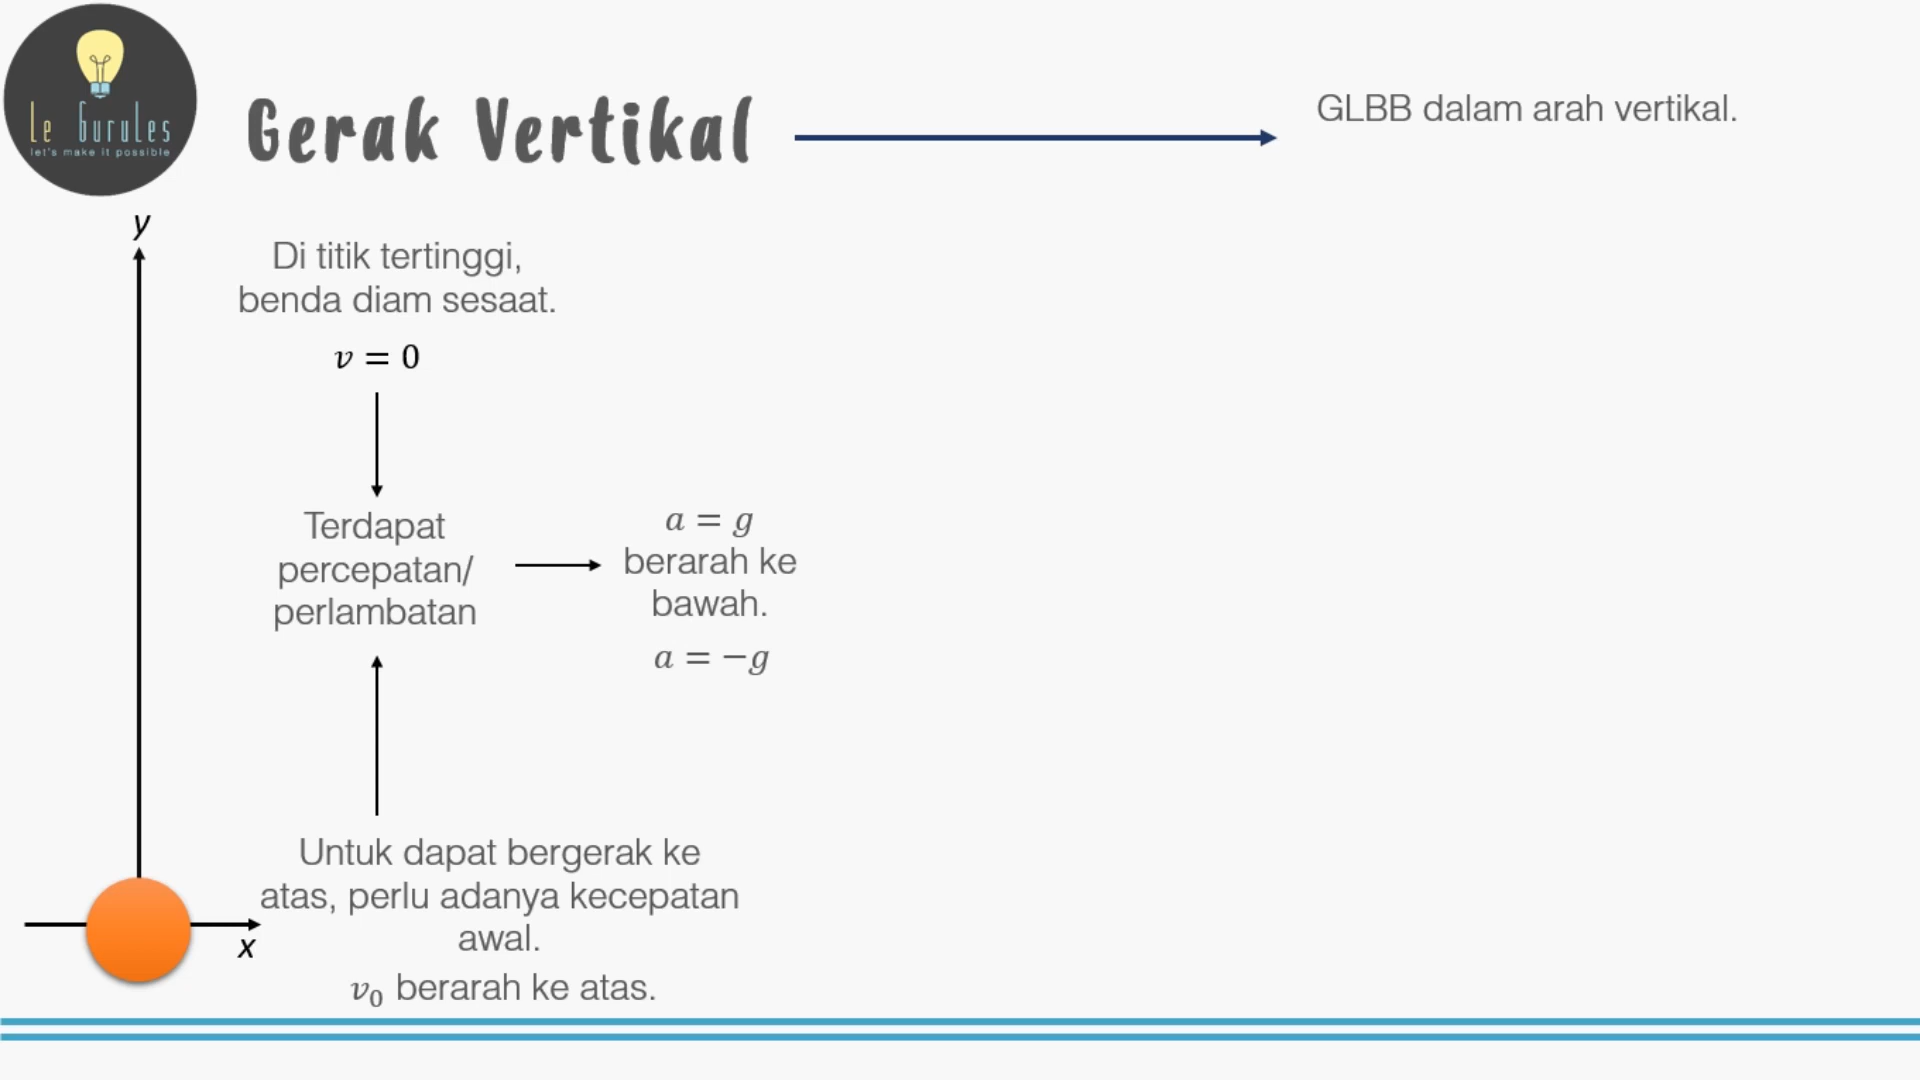 le gurules
let's make it possible
Gerak Vertikal
GLBB dalam arah vertikal.
y
Di titik tertinggi,
benda diam sesaat.
v = 0
Terdapat
percepatan/
perlambatan
a = g
berarah ke
bawah.
a = −g
Untuk dapat bergerak ke
atas, perlu adanya kecepatan
awal.
v₀ berarah ke atas.
x